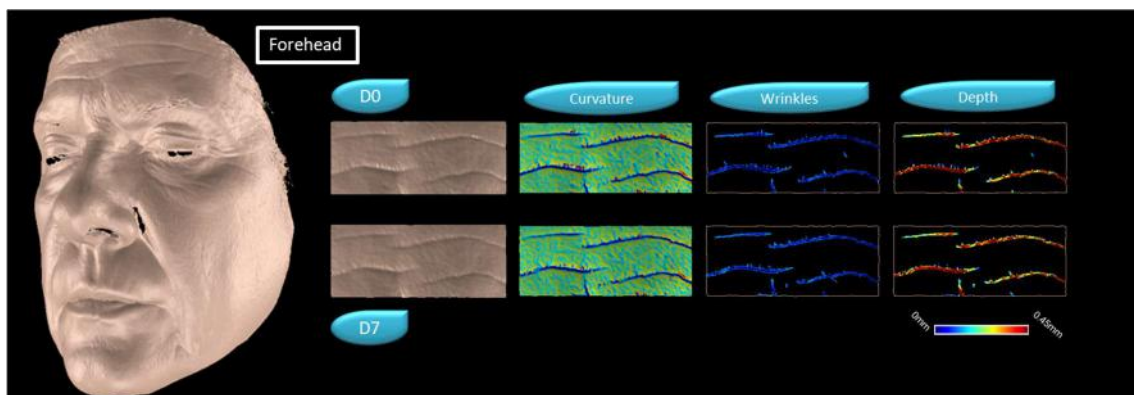 Forehead
D0
Curvature
Wrinkles
Depth
D7
0mm
0.45mm